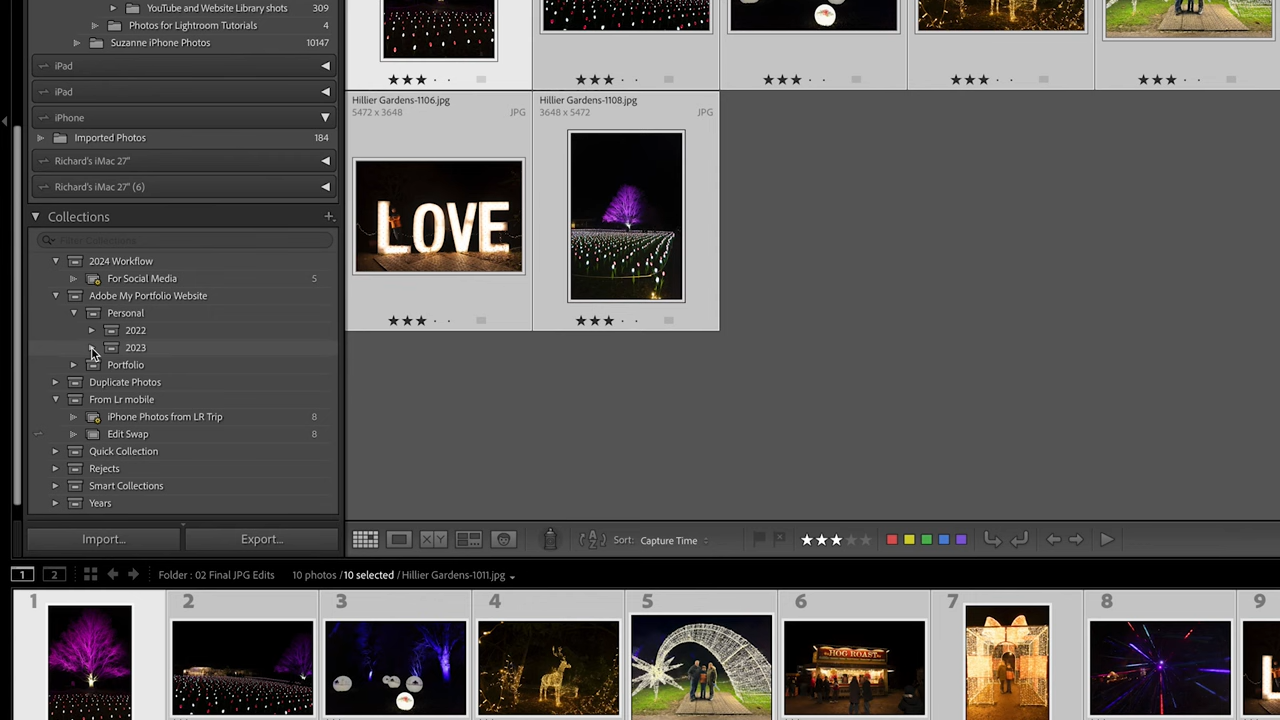 YouTube and Website Library shots 309
Photos for Lightroom Tutorials 4
Suzanne iPhone Photos 10147
iPad
iPad
iPhone
Imported Photos 184
Richard's iMac 27"
Richard's iMac 27" (6)
Collections +
Filter Collections
2024 Workflow
For Social Media 5
Adobe My Portfolio Website
Personal
2022
2023
Portfolio
Duplicate Photos
From Lr mobile
iPhone Photos from LR Trip 8
Edit Swap 8
Quick Collection
Rejects
Smart Collections
Years
Import... Export...
Hillier Gardens-1106.jpg
5472 x 3648 JPG
LOVE
Hillier Gardens-1108.jpg
3648 x 5472 JPG
XY
Sort: Capture Time
1 2 Folder : 02 Final JPG Edits 10 photos /10 selected / Hillier Gardens-1011.jpg
1 2 3 4 5 6 7 8 9
HOG ROAST